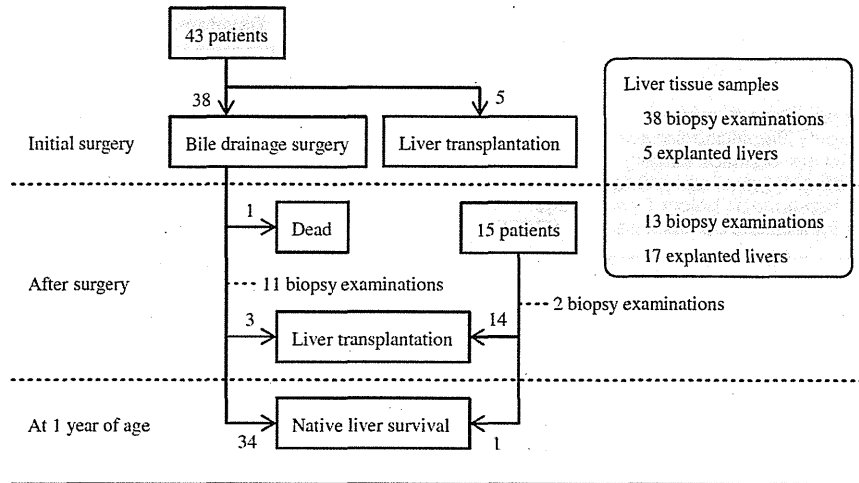 43 patients
38
5
Liver tissue samples
38 biopsy examinations
5 explanted livers
Initial surgery
Bile drainage surgery
Liver transplantation
1
Dead
15 patients
13 biopsy examinations
17 explanted livers
After surgery
11 biopsy examinations
2 biopsy examinations
3
Liver transplantation
14
At 1 year of age
Native liver survival
34
1